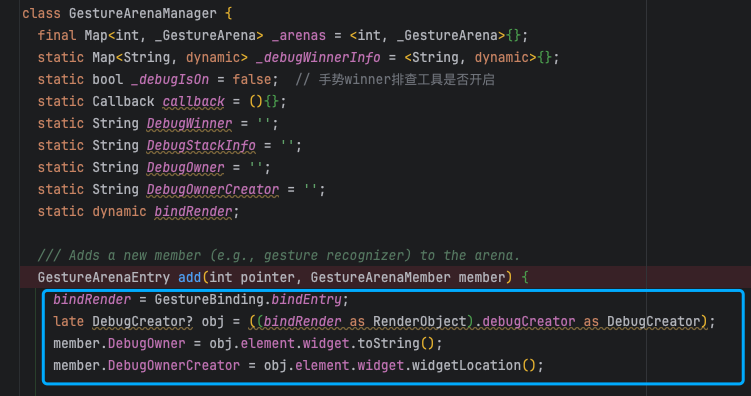 class GestureArenaManager {
final Map<int, _GestureArena> _arenas = <int, _GestureArena>{};
static Map<String, dynamic> _debugWinnerInfo = <String, dynamic>{};
static bool _debugIsOn = false;  // 手势winner排查工具是否开启
static Callback callback = (){};
static String DebugWinner = '';
static String DebugStackInfo = '';
static String DebugOwner = '';
static String DebugOwnerCreator = '';
static dynamic bindRender;
/// Adds a new member (e.g., gesture recognizer) to the arena.
GestureArenaEntry add(int pointer, GestureArenaMember member) {
bindRender = GestureBinding.bindEntry;
late DebugCreator? obj = ((bindRender as RenderObject).debugCreator as DebugCreator);
member.DebugOwner = obj.element.widget.toString();
member.DebugOwnerCreator = obj.element.widget.widgetLocation();